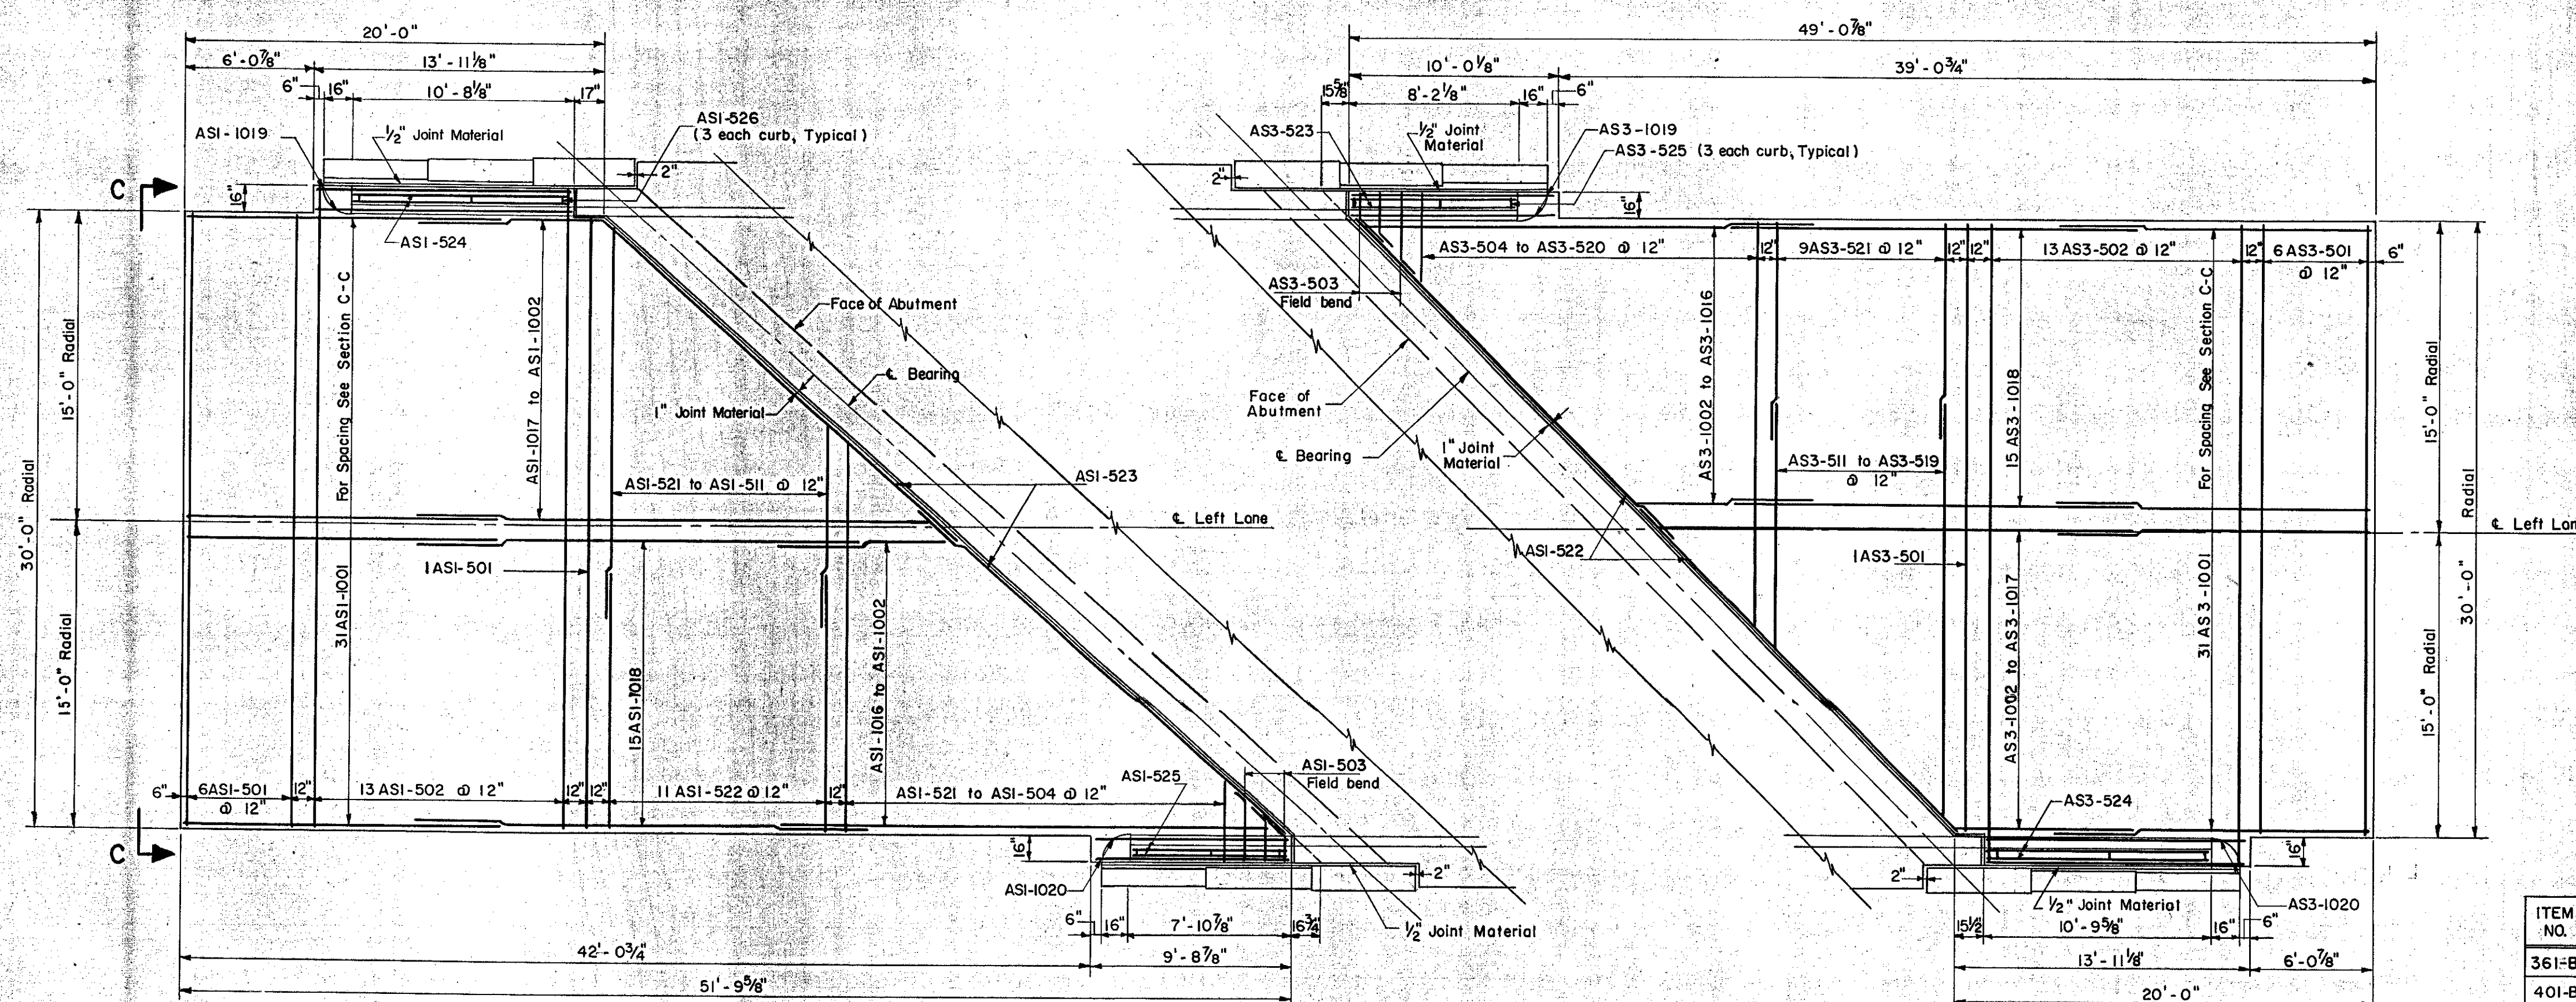 20'-0"
6'-0⅞"
13'-11⅛"
6"
16"
10'-8⅛"
17"
AS1-1019
½" Joint Material
AS1-526
(3 each curb, Typical)
2"
C
16"
AS1-524
30'-0" Radial
15'-0" Radial
15'-0" Radial
For Spacing See Section C-C
31AS1-1001
AS1-1017 to AS1-1002
Face of Abutment
℄ Bearing
1" Joint Material
AS1-523
AS1-521 to AS1-511 @ 12"
℄ Left Lane
1AS1-501
15AS1-1018
AS1-1016 to AS1-1002
AS1-503
Field bend
AS1-525
6"
6AS1-501
@ 12"
12"
13 AS1-502 @ 12"
12"
12"
11 AS1-522 @ 12"
12"
AS1-521 to AS1-504 @ 12"
C
16"
AS1-1020
2"
6"
16"
7'-10⅞"
16¾"
½" Joint Material
42'-0¾"
9'-8⅞"
51'-9⅝"
49'-0⅞"
10'-0⅛"
39'-0¾"
15⅝"
8'-2⅛"
16"
6"
AS3-523
½" Joint
Material
AS3-1019
AS3-525 (3 each curb, Typical)
2"
16"
AS3-504 to AS3-520 @ 12"
12"
9AS3-521 @ 12"
12"
12"
13 AS3-502 @ 12"
12"
6 AS3-501
@ 12"
6"
AS3-503
Field bend
AS3-1002 to AS3-1016
15 AS3-1018
For Spacing See Section C-C
31 AS3-1001
Face of
Abutment
℄ Bearing
1" Joint
Material
AS3-511 to AS3-519
@ 12"
AS1-522
1AS3-501
AS3-1002 to AS3-1017
15'-0" Radial
15'-0" Radial
30'-0" Radial
℄ Left Lan
AS3-524
2"
16"
½" Joint Material
AS3-1020
15½"
10'-9⅝"
16"
6"
13'-11⅛"
6'-0⅞"
20'-0"
ITEM
NO.
361-B
401-B